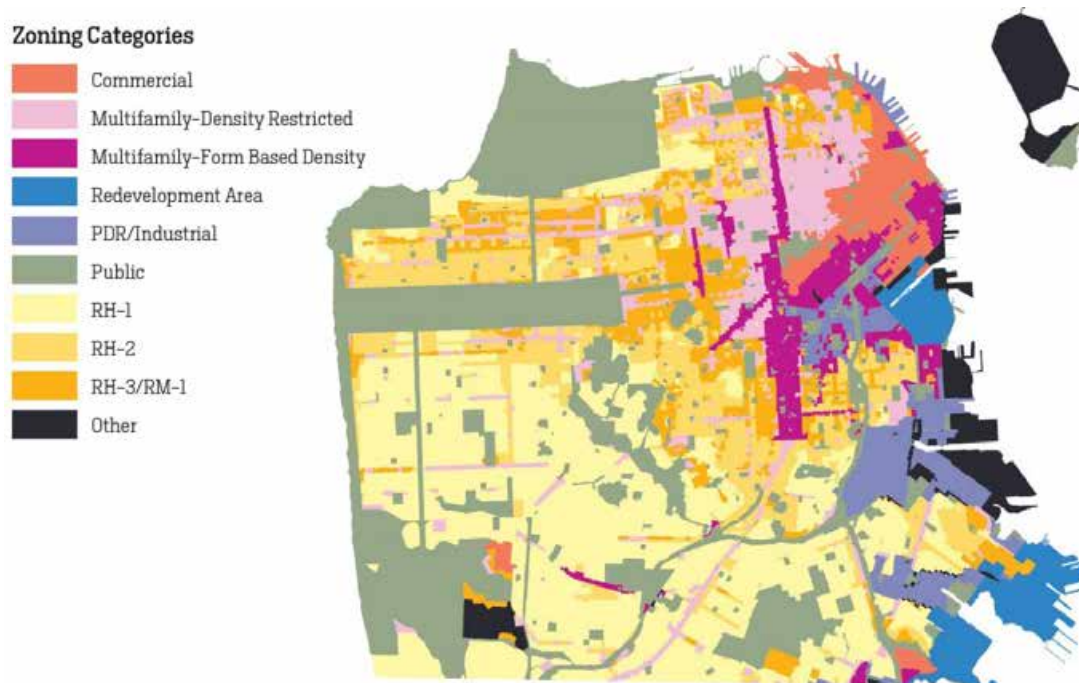 Zoning Categories
Commercial
Multifamily-Density Restricted
Multifamily-Form Based Density
Redevelopment Area
PDR/Industrial
Public
RH-1
RH-2
RH-3/RM-1
Other